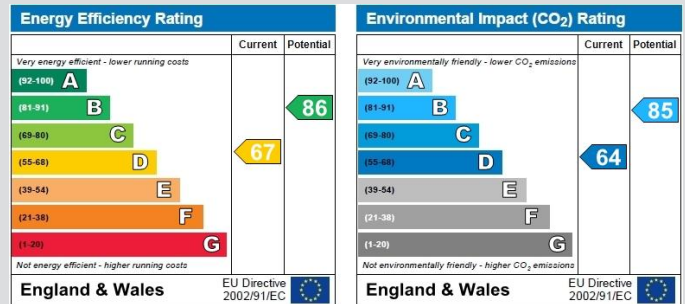 Energy Efficiency Rating
Current Potential
Very energy efficient - lower running costs
(92-100) A
(81-91) B
(69-80) C
(55-68) D
(39-54) E
(21-38) F
(1-20) G
67
86
Not energy efficient - higher running costs
England & Wales
EU Directive
2002/91/EC
Environmental Impact (CO2) Rating
Current Potential
Very environmentally friendly - lower CO2 emissions
(92-100) A
(81-91) B
(69-80) C
(55-68) D
(39-54) E
(21-38) F
(1-20) G
64
85
Not environmentally friendly - higher CO2 emissions
England & Wales
EU Directive
2002/91/EC